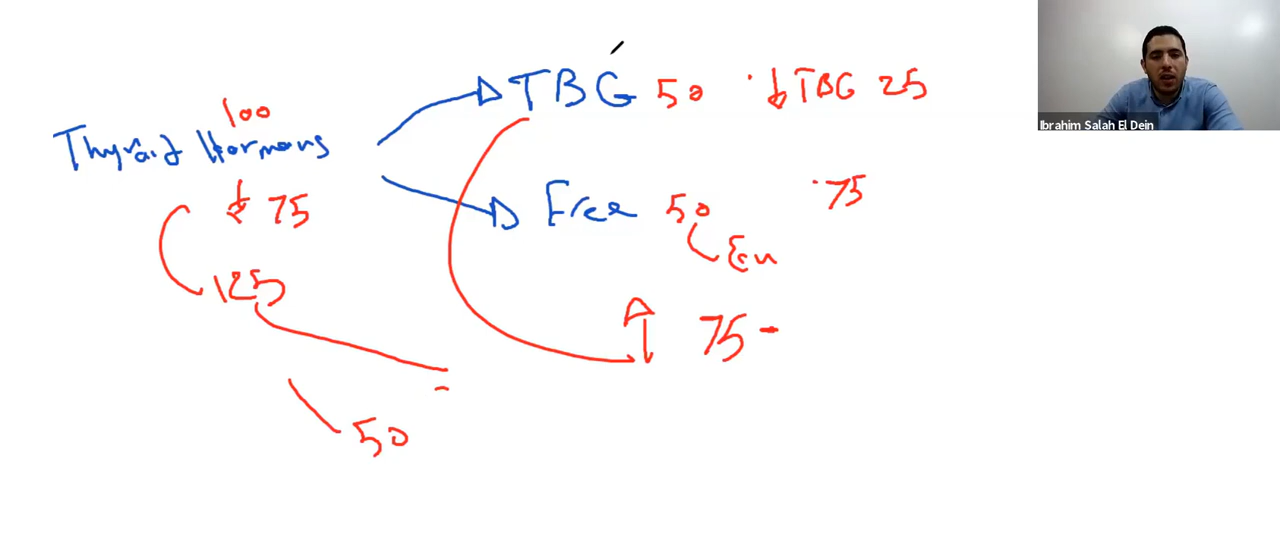 TBG 50 ↓ TBG 25
100
Thyroid Hormons
Ibrahim Salah El Dein
↓ 75
Free 50 75
Eu
125
↑ 75
=
50